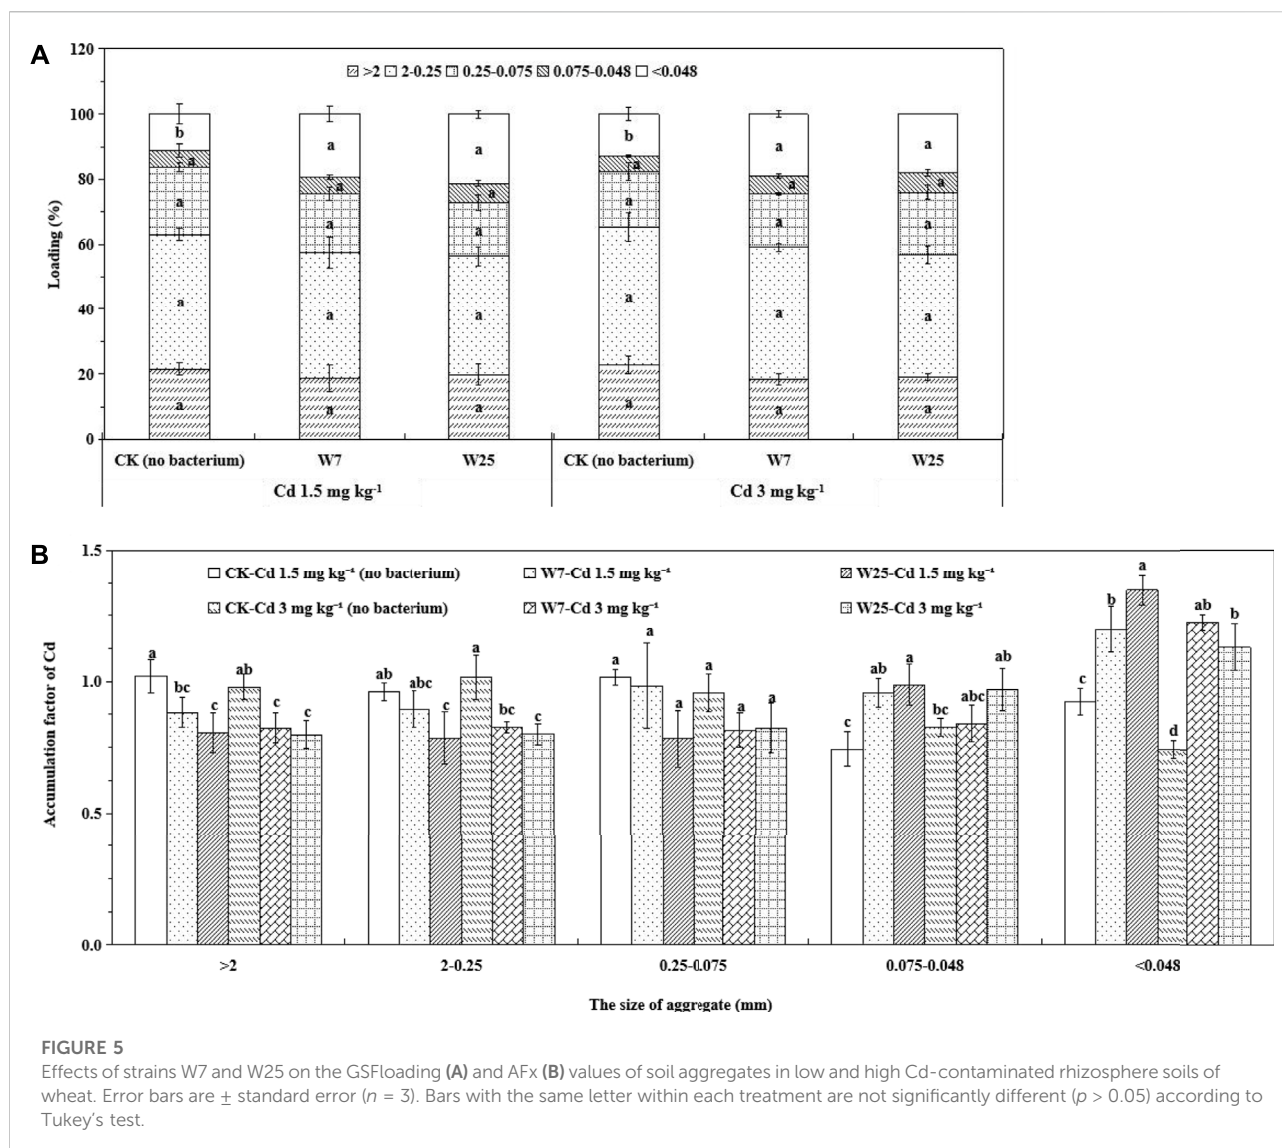 A
120
>2 2-0.25 0.25-0.075 0.075-0.048 <0.048
100
80
60
40
20
0
Loading (%)
b a a b a a
a a a a a a
a a a a a a
a a a a a a
a a a a a a
CK (no bacterium) W7 W25 CK (no bacterium) W7 W25
Cd 1.5 mg kg⁻¹ Cd 3 mg kg⁻¹
B
1.5
CK-Cd 1.5 mg kg⁻¹ (no bacterium) W7-Cd 1.5 mg kg⁻¹ W25-Cd 1.5 mg kg⁻¹
CK-Cd 3 mg kg⁻¹ (no bacterium) W7-Cd 3 mg kg⁻¹ W25-Cd 3 mg kg⁻¹
1.0
0.5
0.0
Accumulation factor of Cd
a bc c ab c c
ab abc c a bc c
a a a a a a
c ab a bc abc ab
c b a d ab b
>2 2-0.25 0.25-0.075 0.075-0.048 <0.048
The size of aggregate (mm)
FIGURE 5
Effects of strains W7 and W25 on the GSFloading (A) and AFx (B) values of soil aggregates in low and high Cd-contaminated rhizosphere soils of
wheat. Error bars are ± standard error (n = 3). Bars with the same letter within each treatment are not significantly different (p > 0.05) according to
Tukey's test.